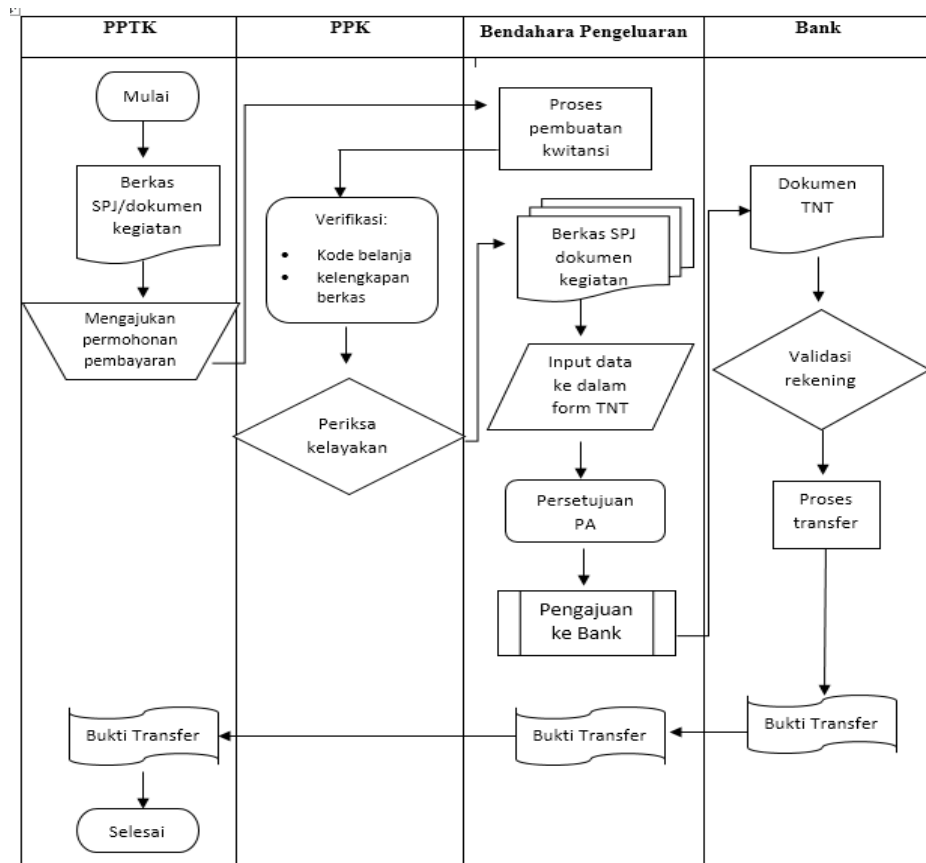 PPTK
PPK
Bendahara Pengeluaran
Bank
Mulai
Berkas
SPJ/dokumen
kegiatan
Mengajukan
permohonan
pembayaran
Proses
pembuatan
kwitansi
Verifikasi:
• Kode belanja
• kelengkapan
berkas
Periksa
kelayakan
Berkas SPJ
dokumen
kegiatan
Input data
ke dalam
form TNT
Persetujuan
PA
Pengajuan
ke Bank
Dokumen
TNT
Validasi
rekening
Proses
transfer
Bukti Transfer
Bukti Transfer
Bukti Transfer
Selesai